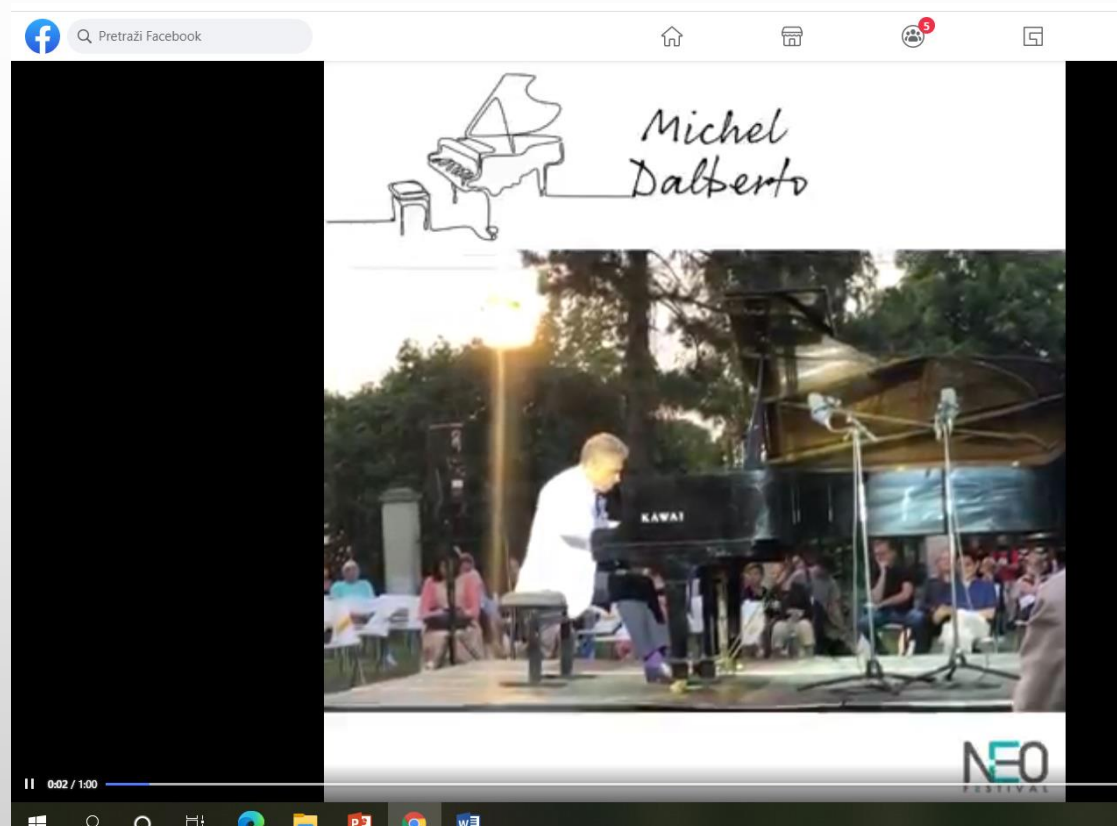 Pretraži Facebook
5
Michel
Dalberto
KAWAI
NEO
FESTIVAL
0:02 / 1:00